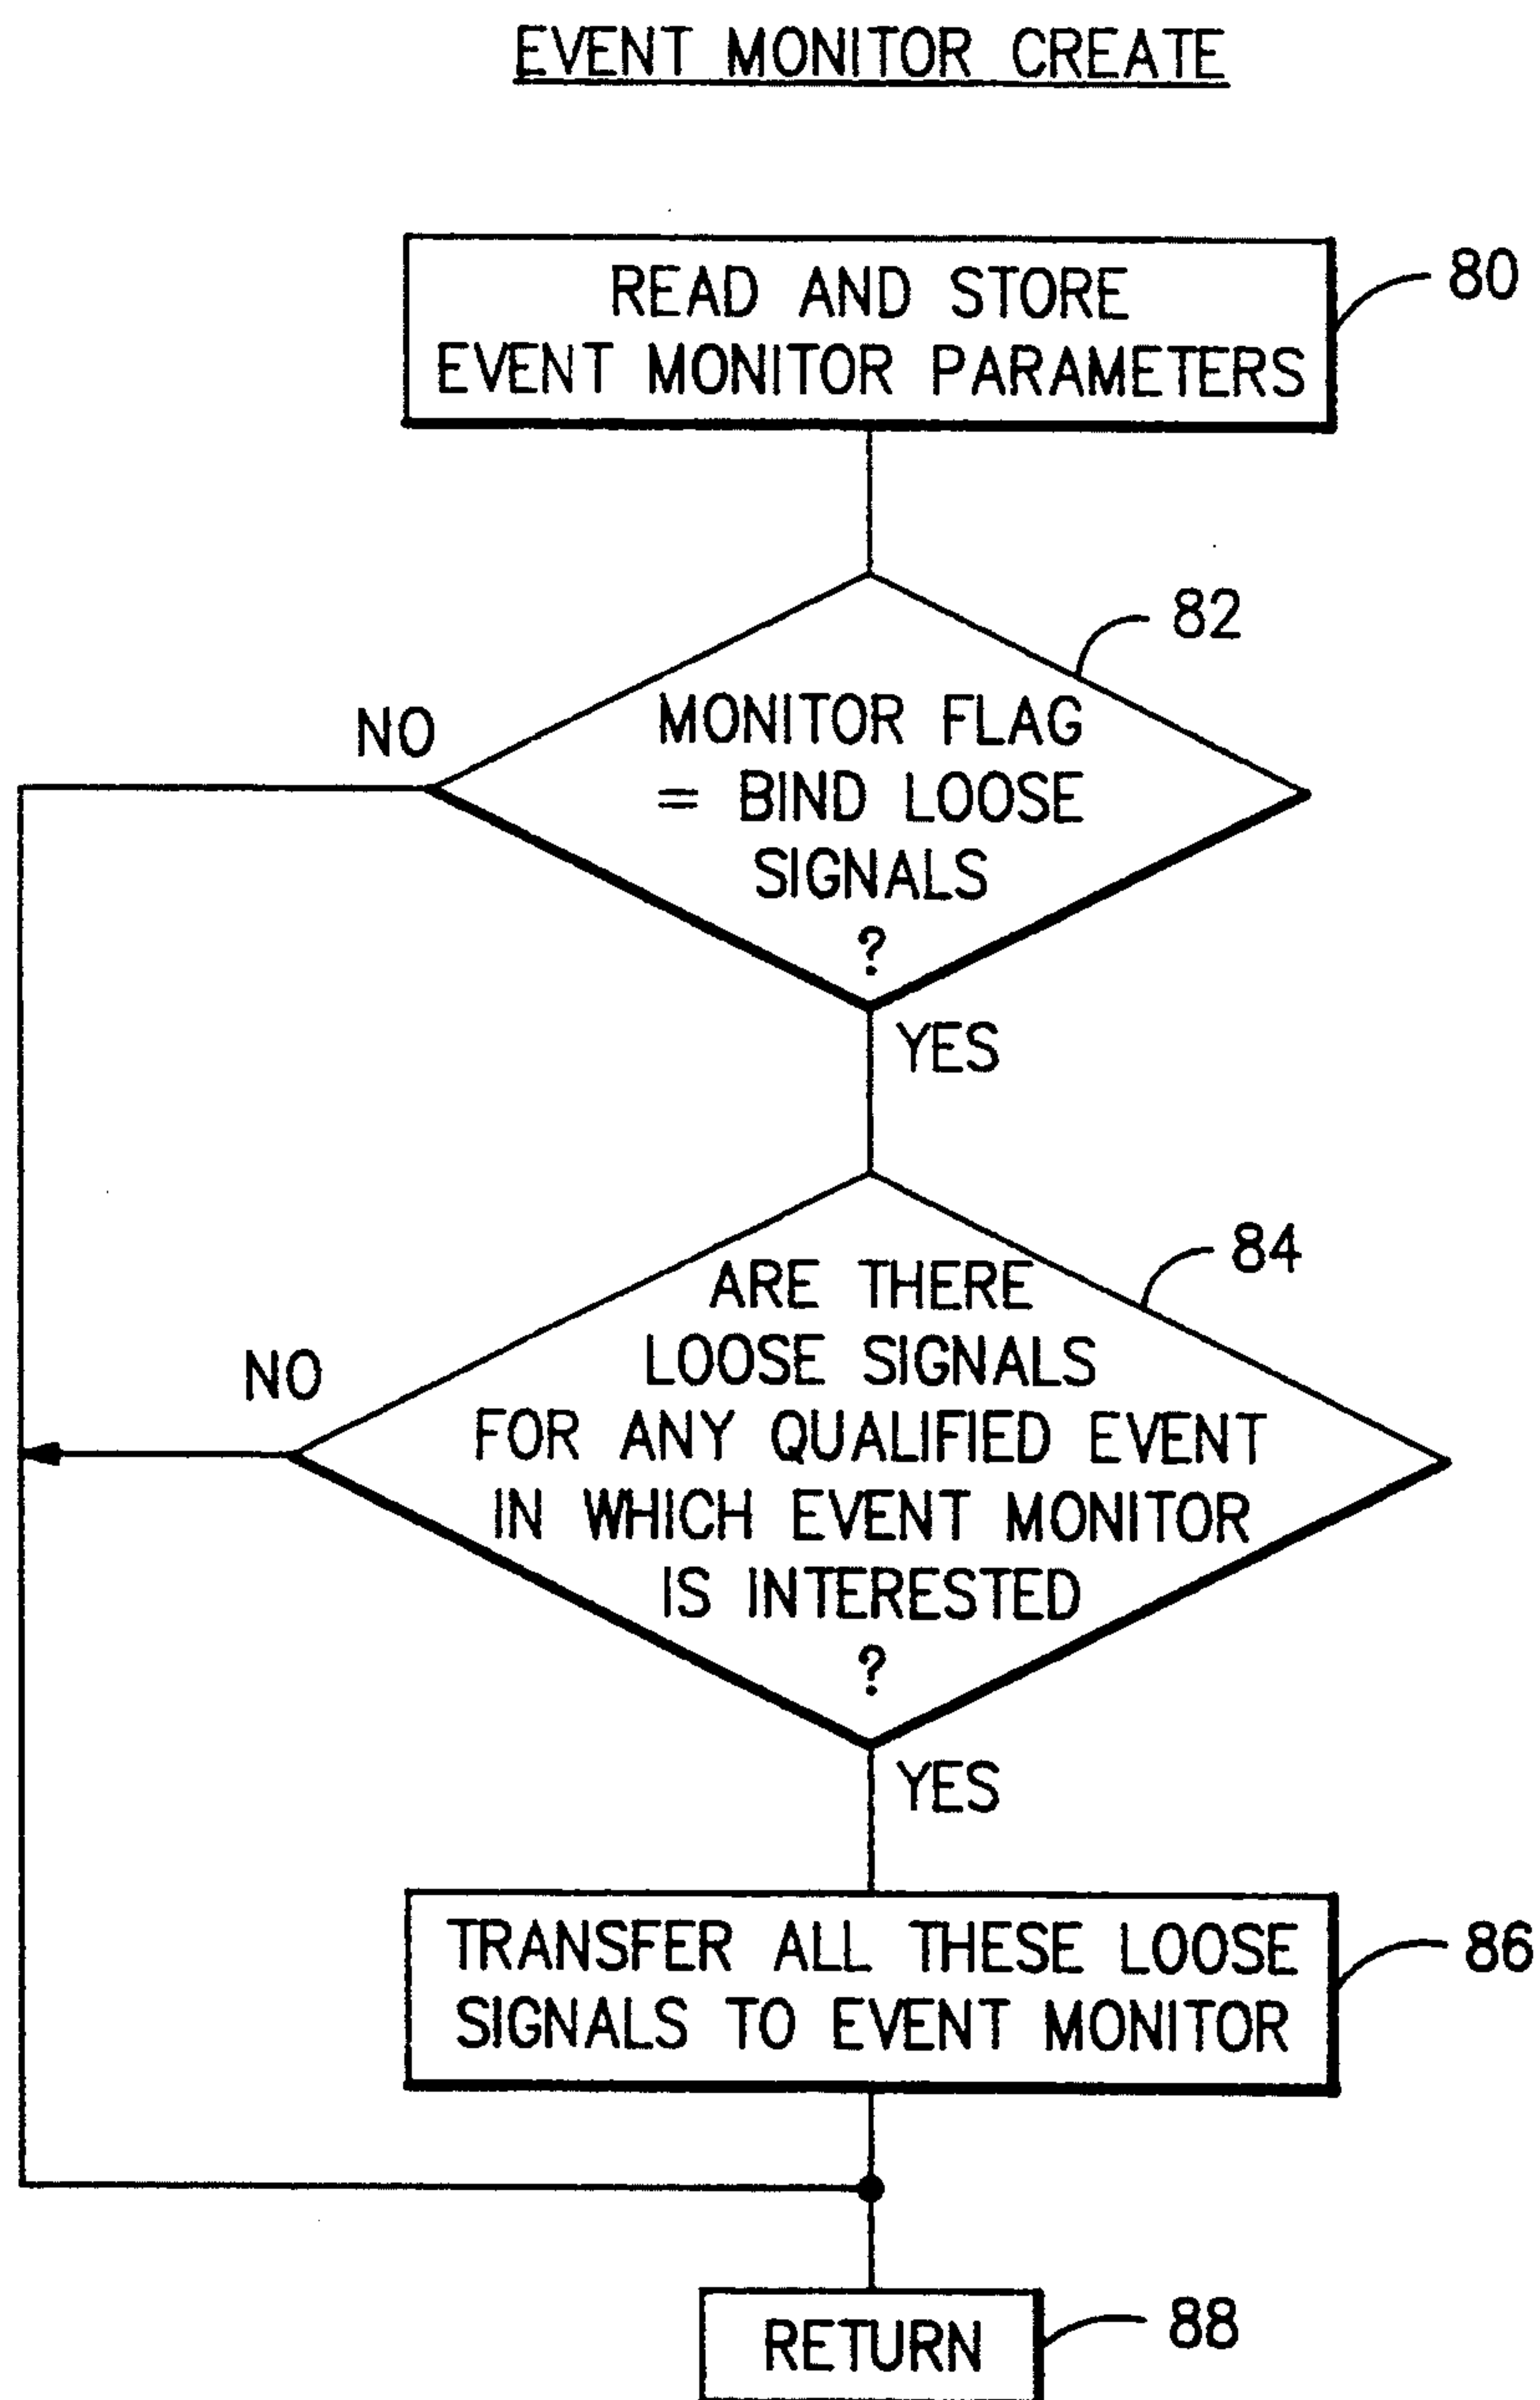 EVENT MONITOR CREATE
READ AND STORE
EVENT MONITOR PARAMETERS
80
82
NO
MONITOR FLAG
= BIND LOOSE
SIGNALS
?
YES
84
ARE THERE
LOOSE SIGNALS
NO
FOR ANY QUALIFIED EVENT
IN WHICH EVENT MONITOR
IS INTERESTED
?
YES
TRANSFER ALL THESE LOOSE
SIGNALS TO EVENT MONITOR
86
RETURN
88